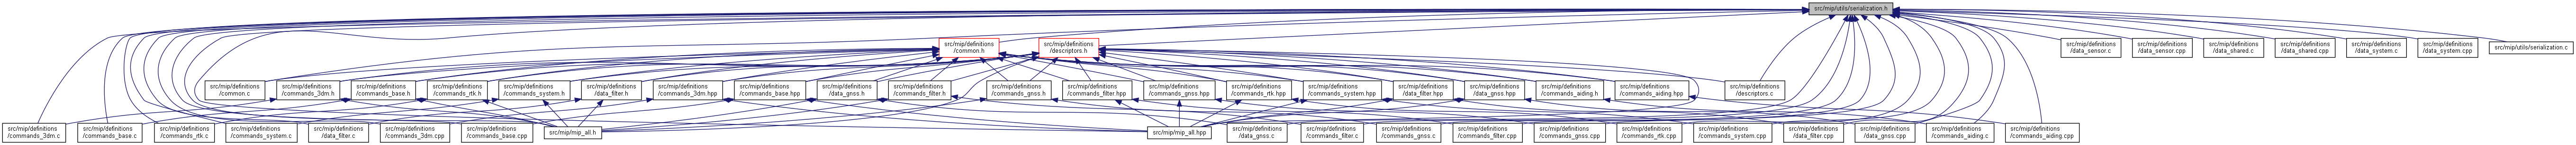 src/mip/utils/serialization.h
src/mip/definitions
/common.h
src/mip/definitions
/descriptors.h
src/mip/definitions
/data_sensor.c
src/mip/definitions
/data_sensor.cpp
src/mip/definitions
/data_shared.c
src/mip/definitions
/data_shared.cpp
src/mip/definitions
/data_system.c
src/mip/definitions
/data_system.cpp
src/mip/utils/serialization.c
src/mip/definitions
/common.c
src/mip/definitions
/commands_3dm.h
src/mip/definitions
/commands_base.h
src/mip/definitions
/commands_rtk.h
src/mip/definitions
/commands_system.h
src/mip/definitions
/data_filter.h
src/mip/definitions
/commands_3dm.hpp
src/mip/definitions
/commands_base.hpp
src/mip/definitions
/data_gnss.h
src/mip/definitions
/commands_filter.h
src/mip/definitions
/commands_gnss.h
src/mip/definitions
/commands_filter.hpp
src/mip/definitions
/commands_gnss.hpp
src/mip/definitions
/commands_rtk.hpp
src/mip/definitions
/commands_system.hpp
src/mip/definitions
/data_filter.hpp
src/mip/definitions
/data_gnss.hpp
src/mip/definitions
/commands_aiding.h
src/mip/definitions
/commands_aiding.hpp
src/mip/definitions
/descriptors.c
src/mip/definitions
/commands_3dm.c
src/mip/definitions
/commands_base.c
src/mip/definitions
/commands_rtk.c
src/mip/definitions
/commands_system.c
src/mip/definitions
/data_filter.c
src/mip/definitions
/commands_3dm.cpp
src/mip/definitions
/commands_base.cpp
src/mip/mip_all.h
src/mip/mip_all.hpp
src/mip/definitions
/data_gnss.c
src/mip/definitions
/commands_filter.c
src/mip/definitions
/commands_gnss.c
src/mip/definitions
/commands_filter.cpp
src/mip/definitions
/commands_gnss.cpp
src/mip/definitions
/commands_rtk.cpp
src/mip/definitions
/commands_system.cpp
src/mip/definitions
/data_filter.cpp
src/mip/definitions
/data_gnss.cpp
src/mip/definitions
/commands_aiding.c
src/mip/definitions
/commands_aiding.cpp